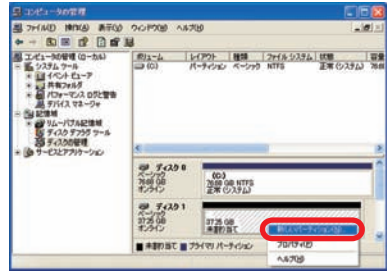 コンピュータの管理
ファイル(F) 操作(A) 表示(V) ウィンドウ(W) ヘルプ(H)
コンピュータの管理 (ローカル)
システム ツール
イベント ビューア
共有フォルダ
パフォーマンス ログと警告
デバイス マネージャ
記憶域
リムーバブル記憶域
ディスク デフラグ ツール
ディスクの管理
サービスとアプリケーション
ボリューム レイアウト 種類 ファイル システム 状態 容量
(C:) パーティション ベーシック NTFS 正常 (システム)
ディスク 0
ベーシック
オンライン
(C:)
NTFS
正常 (システム)
ディスク 1
ベーシック
37.25 GB
オンライン
37.25 GB
未割り当て
新しいパーティション(N)...
プロパティ(P)
ヘルプ(H)
未割り当て プライマリ パーティション